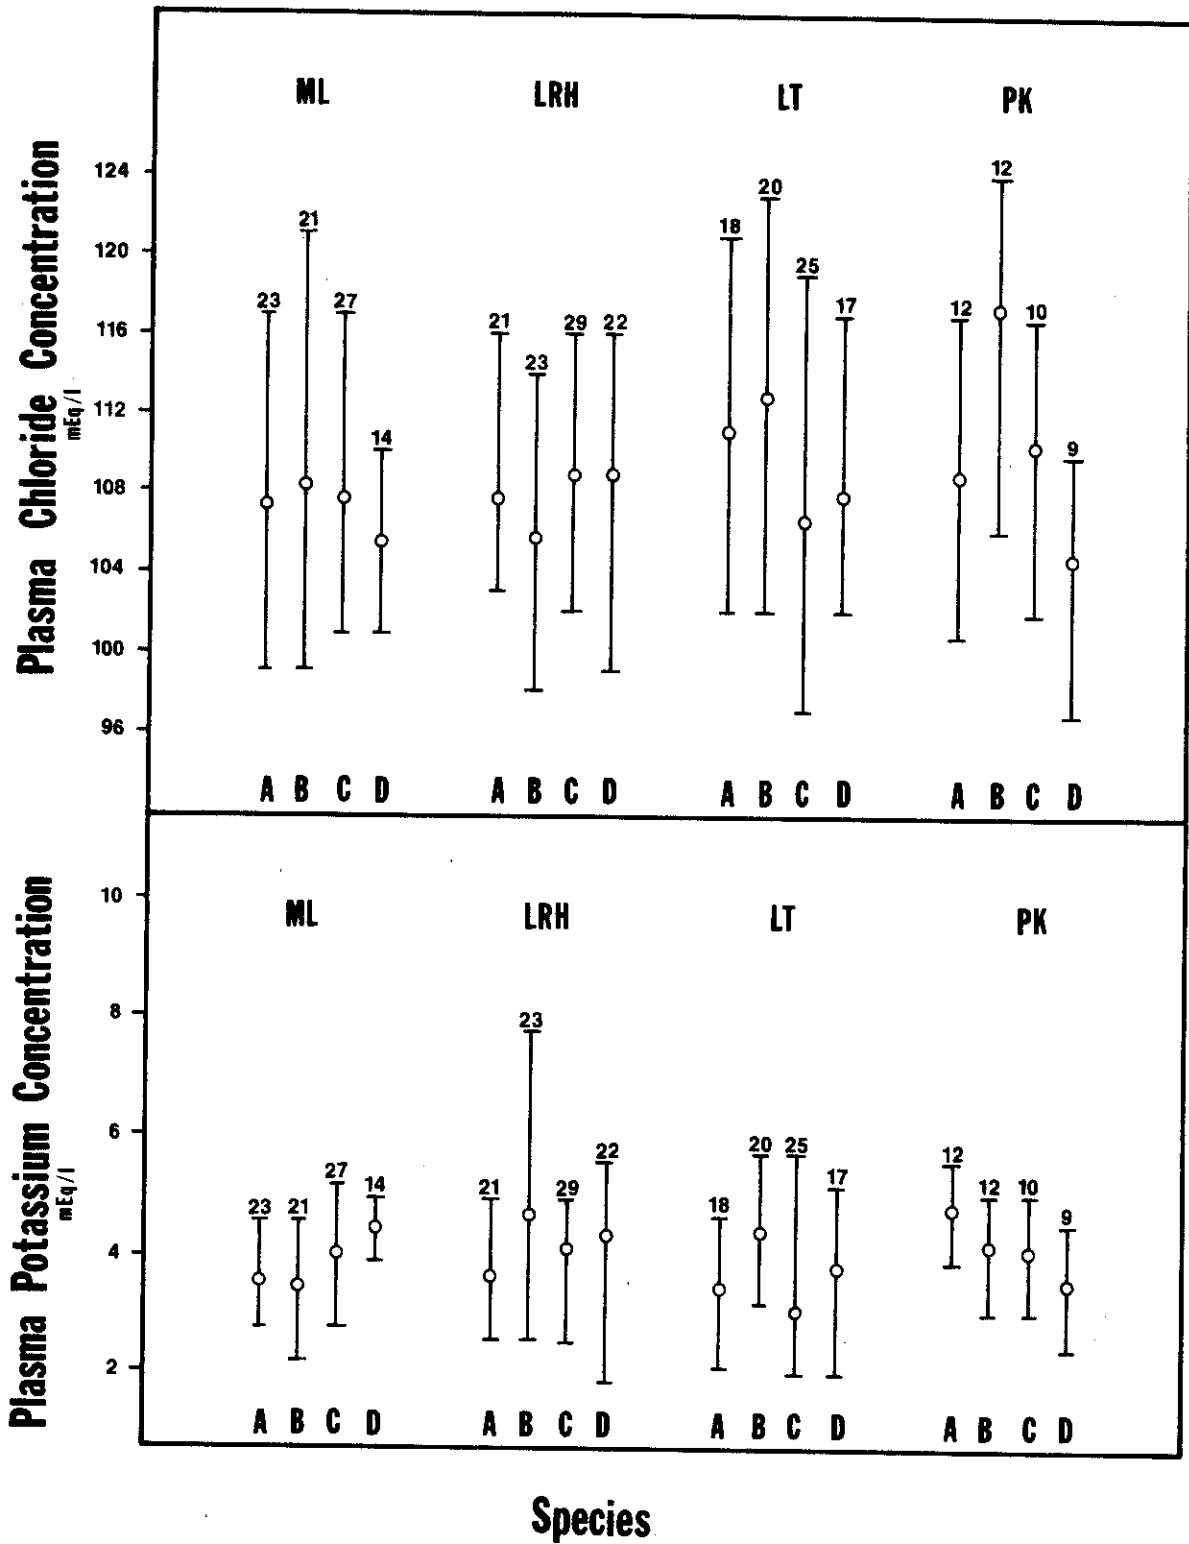 Plasma Chloride Concentration
mEq/l
ML LRH LT PK
124
120
116
112
108
104
100
96
23 21 27 14
21 23 29 22
18 20 25 17
12 12 10 9
A B C D A B C D A B C D A B C D
Plasma Potassium Concentration
mEq/l
ML LRH LT PK
10
8
6
4
2
23 21 27 14
21 23 29 22
18 20 25 17
12 12 10 9
A B C D A B C D A B C D A B C D
Species